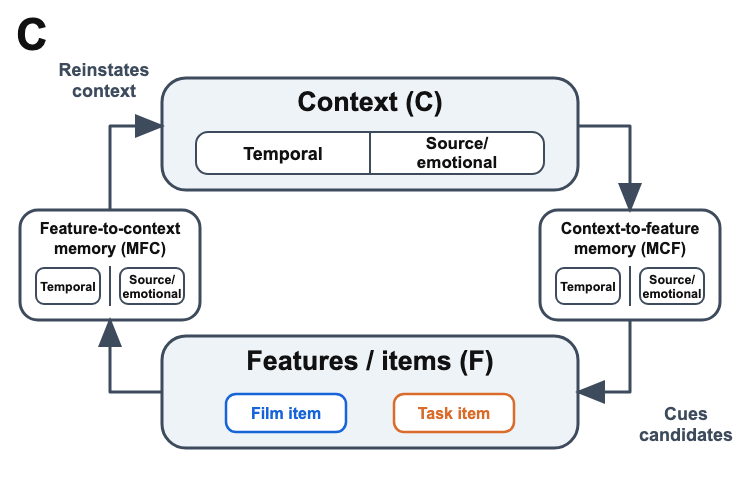 C
Reinstates
context
Context (C)
Temporal
Source/
emotional
Feature-to-context
memory (MFC)
Temporal
Source/
emotional
Context-to-feature
memory (MCF)
Temporal
Source/
emotional
Features / items (F)
Film item
Task item
Cues
candidates